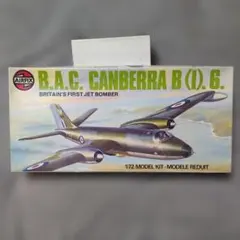 AIRFIX
B.A.C. CANBERRA B (I). 6.
BRITAIN'S FIRST JET BOMBER
1/72 MODEL KIT - MODELE REDUIT